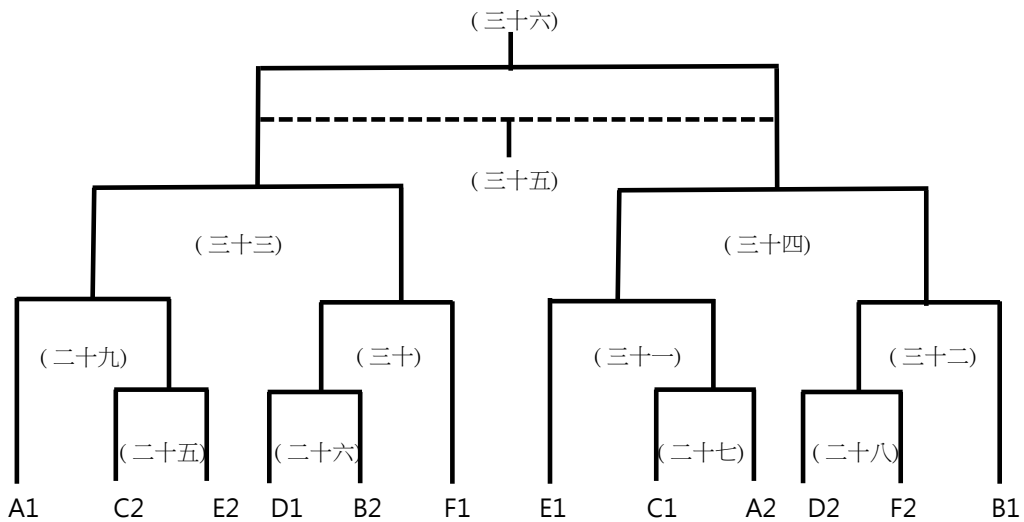 (三十六)
(三十五)
(三十三) (三十四)
(二十九) (三十) (三十一) (三十二)
(二十五) (二十六) (二十七) (二十八)
A1 C2 E2 D1 B2 F1 E1 C1 A2 D2 F2 B1